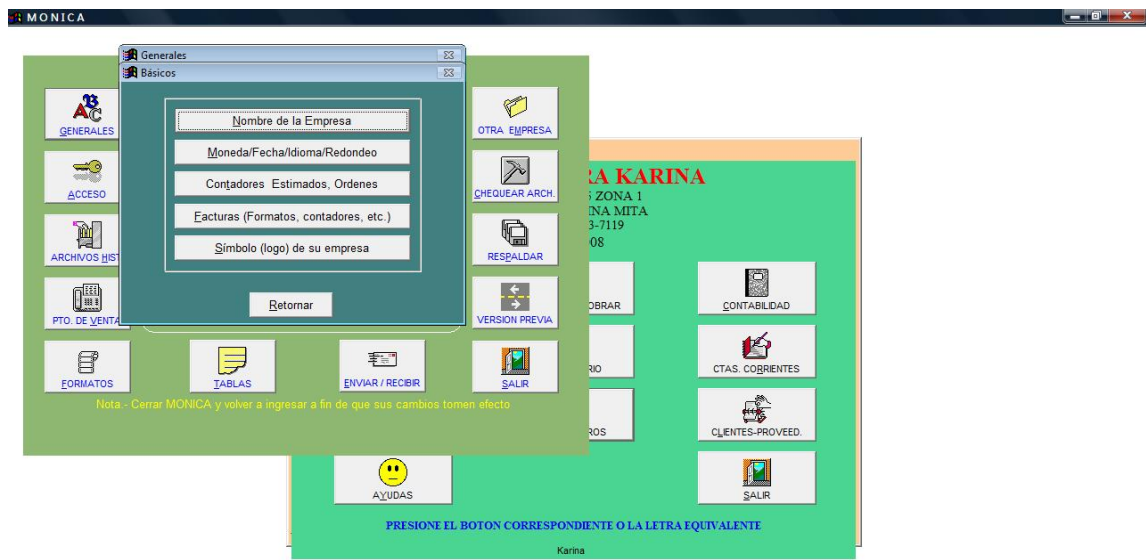 MONICA
Generales
Básicos
Nombre de la Empresa
Moneda/Fecha/Idioma/Redondeo
Contadores Estimados, Ordenes
Facturas (Formatos, contadores, etc.)
Símbolo (logo) de su empresa
Retornar
GENERALES
ACCESO
ARCHIVOS HIST
PTO. DE VENTA
FORMATOS
TABLAS
ENVIAR / RECIBIR
OTRA EMPRESA
CHEQUEAR ARCH.
RESPALDAR
VERSION PREVIA
SALIR
Nota.- Cerrar MONICA y volver a ingresar a fin de que sus cambios tomen efecto
RA KARINA
ZONA 1
INA MITA
3-7119
08
OBRAR
CONTABILIDAD
RIO
CTAS. CORRIENTES
ROS
CLIENTES-PROVEED.
AYUDAS
SALIR
PRESIONE EL BOTON CORRESPONDIENTE O LA LETRA EQUIVALENTE
Karina